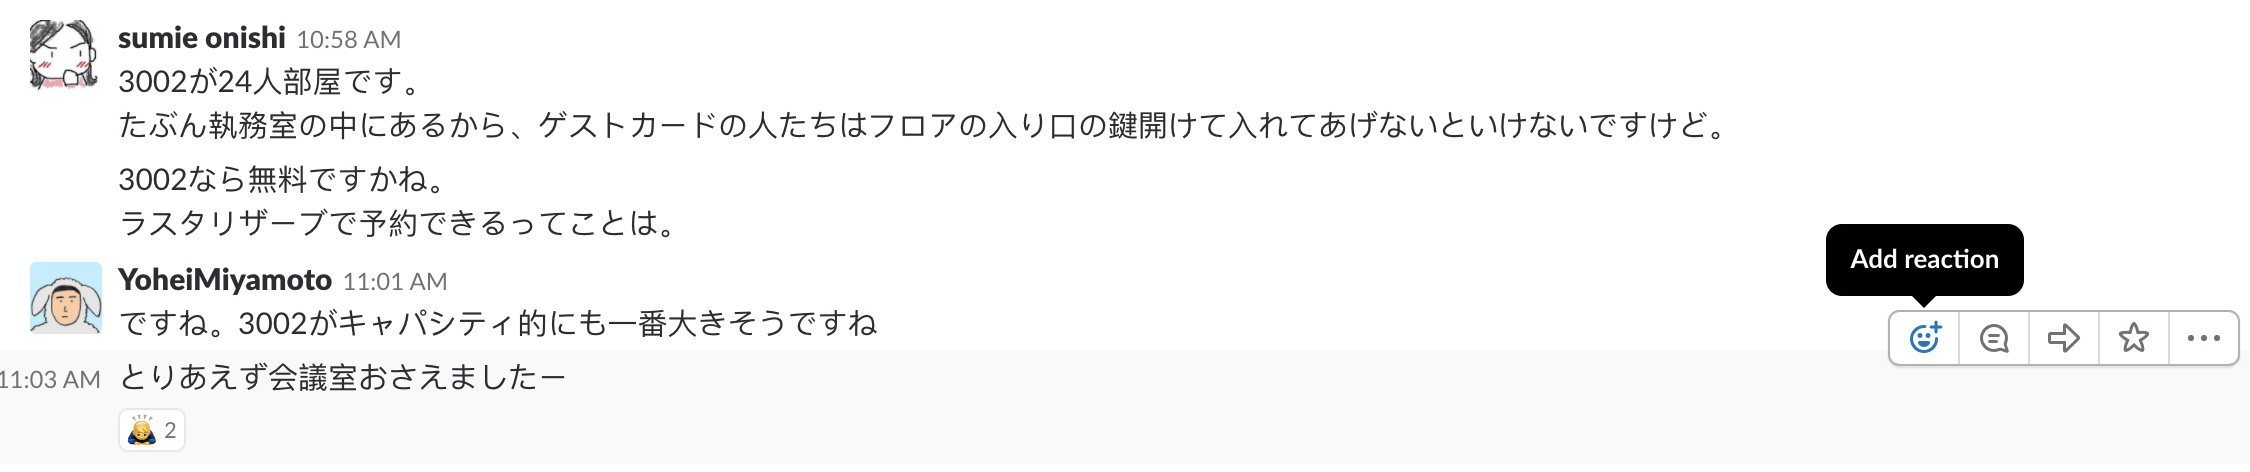 sumie onishi 10:58 AM
3002が24人部屋です。
たぶん執務室の中にあるから、ゲストカードの人たちはフロアの入り口の鍵開けて入れてあげないといけないですけど。
3002なら無料ですかね。
ラスタリザーブで予約できるってことは。
YoheiMiyamoto 11:01 AM
ですね。3002がキャパシティ的にも一番大きそうですね
Add reaction
11:03 AM とりあえず会議室おさえましたー
2